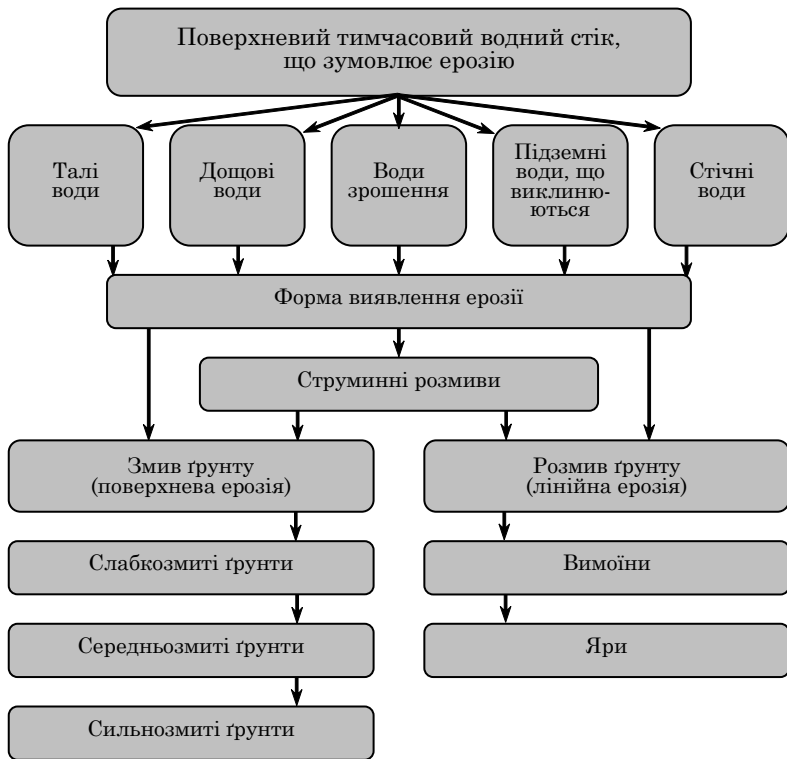 Поверхневий тимчасовий водний стік,
що зумовлює ерозію
Талі
води
Дощові
води
Води
зрошення
Підземні
води, що
виклиню-
ються
Стічні
води
Форма виявлення ерозії
Струминні розмиви
Змив ґрунту
(поверхнева ерозія)
Розмив ґрунту
(лінійна ерозія)
Слабкозмиті ґрунти
Вимоїни
Середньозмиті ґрунти
Яри
Сильнозмиті ґрунти